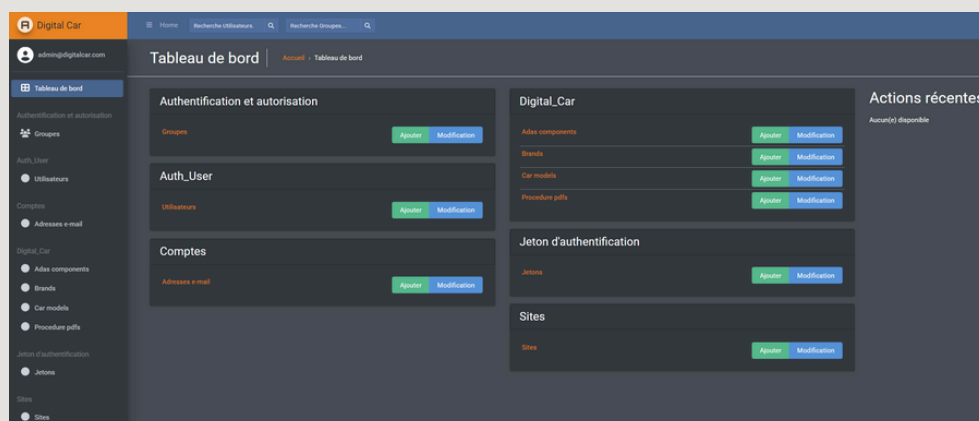 Digital Car
Home
Recherche Utilisateurs
Recherche Groupes...
admin@digitalcar.com
Tableau de bord
Accueil › Tableau de bord
Tableau de bord
Authentification et autorisation
Groupes
Auth_User
Utilisateurs
Comptes
Adresses e-mail
Digital_Car
Adas components
Brands
Car models
Procedure pdfs
Jeton d'authentification
Jetons
Sites
Sites
Authentification et autorisation
Groupes
Ajouter Modification
Auth_User
Utilisateurs
Ajouter Modification
Comptes
Adresses e-mail
Ajouter Modification
Digital_Car
Adas components
Ajouter Modification
Brands
Ajouter Modification
Car models
Ajouter Modification
Procedure pdfs
Ajouter Modification
Jeton d'authentification
Jetons
Ajouter Modification
Sites
Sites
Ajouter Modification
Actions récentes
Aucun(e) disponible